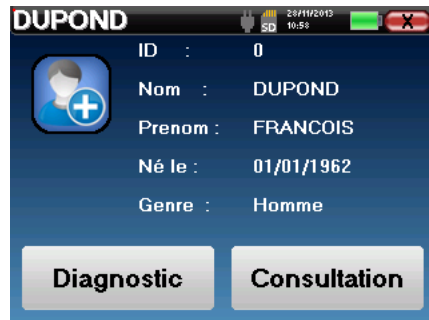 DUPOND
SD
28/11/2013
10:58
X
ID : 0
Nom : DUPOND
Prenom : FRANCOIS
Né le : 01/01/1962
Genre : Homme
Diagnostic
Consultation